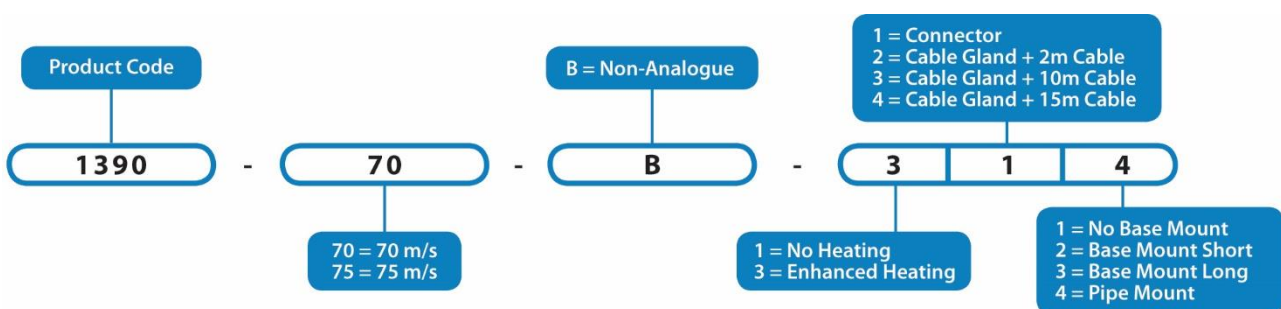 Product Code
B = Non-Analogue
1 = Connector
2 = Cable Gland + 2m Cable
3 = Cable Gland + 10m Cable
4 = Cable Gland + 15m Cable
1390 - 70 - B - 3 1 4
70 = 70 m/s
75 = 75 m/s
1 = No Heating
3 = Enhanced Heating
1 = No Base Mount
2 = Base Mount Short
3 = Base Mount Long
4 = Pipe Mount